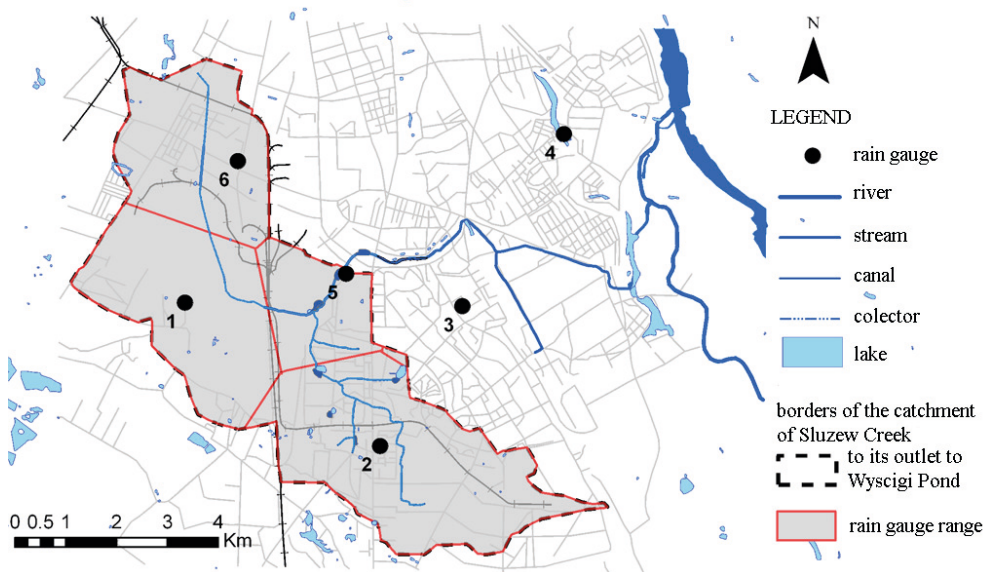 N
LEGEND
rain gauge
river
stream
canal
colector
lake
borders of the catchment
of Sluzew Creek
to its outlet to
Wyscigi Pond
rain gauge range
6
4
5
1
3
2
0 0.5 1 2 3 4
Km